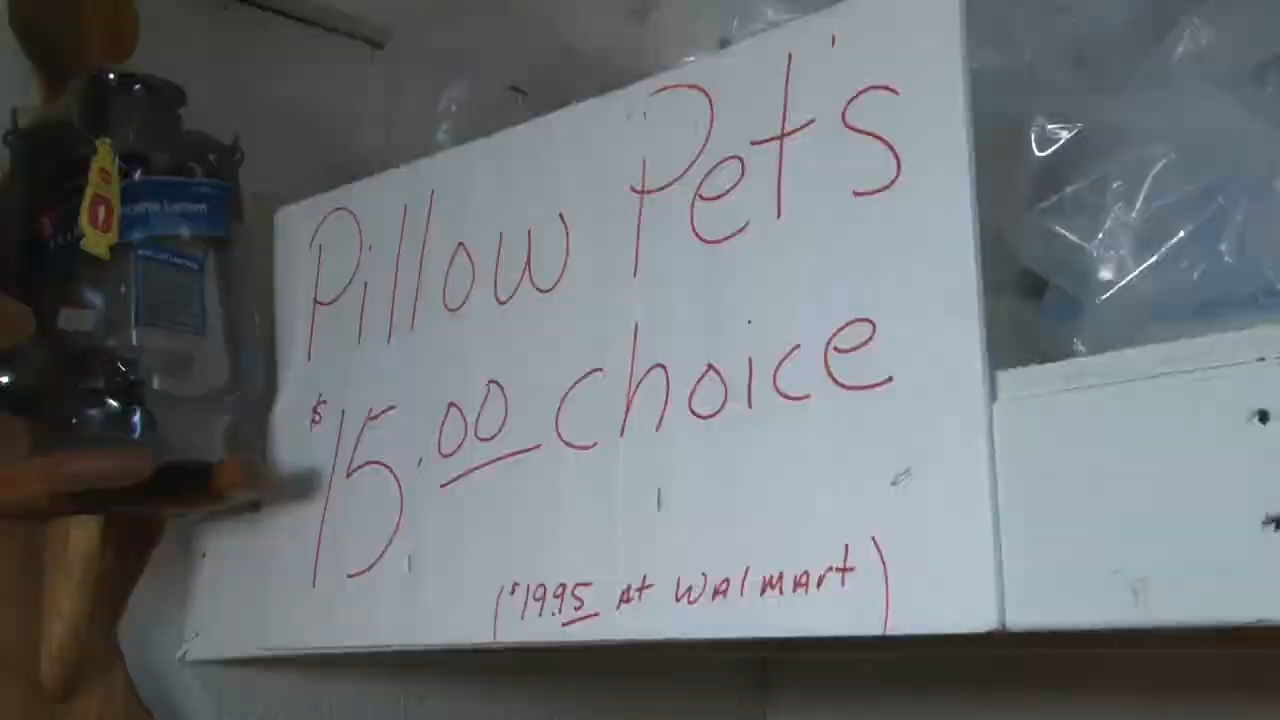 Pillow Pet's
$15.00 choice
($19.95 At Walmart)